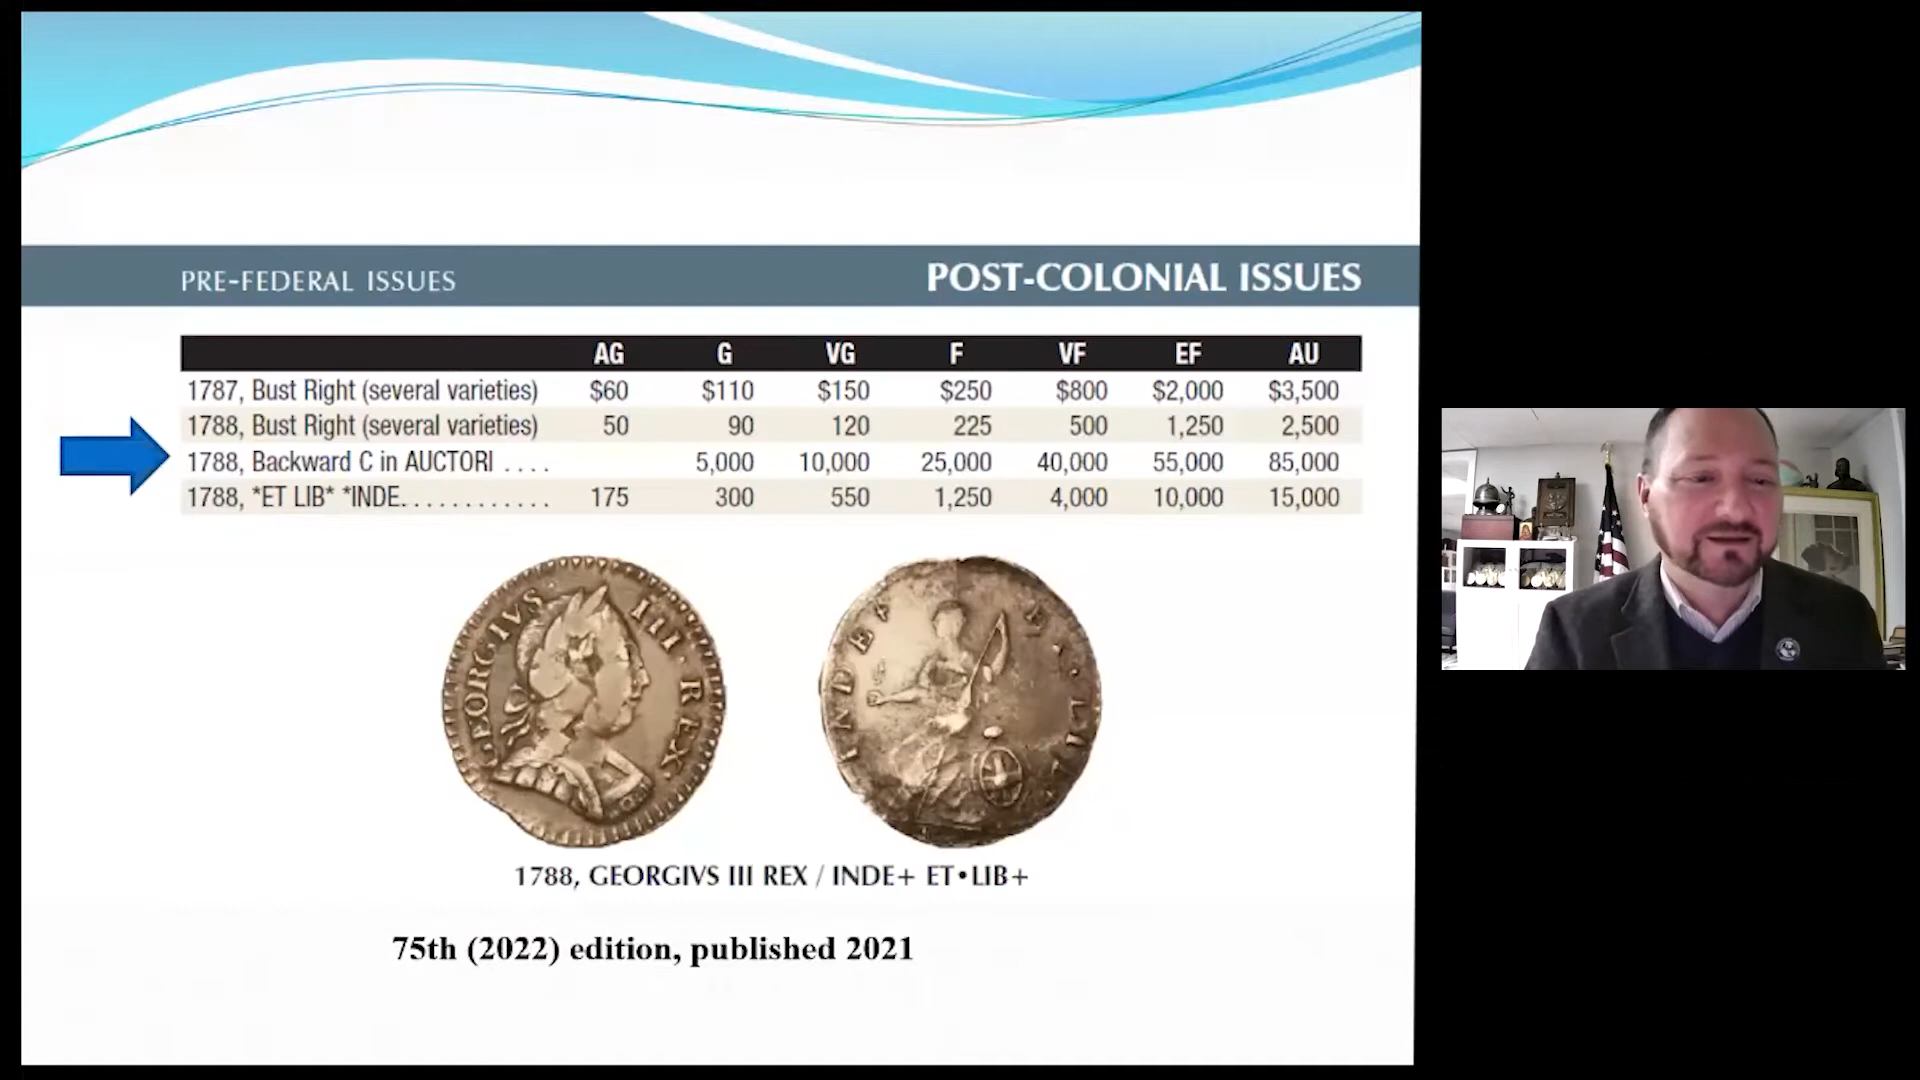 PRE-FEDERAL ISSUES POST-COLONIAL ISSUES
AG G VG F VF EF AU
1787, Bust Right (several varieties) $60 $110 $150 $250 $800 $2,000 $3,500
1788, Bust Right (several varieties) 50 90 120 225 500 1,250 2,500
1788, Backward C in AUCTORI . . . . 5,000 10,000 25,000 40,000 55,000 85,000
1788, *ET LIB* *INDE. . . . . . . . . . . . 175 300 550 1,250 4,000 10,000 15,000
GEORGIVS III·REX·
INDE
1788, GEORGIVS III REX / INDE+ ET•LIB+
75th (2022) edition, published 2021